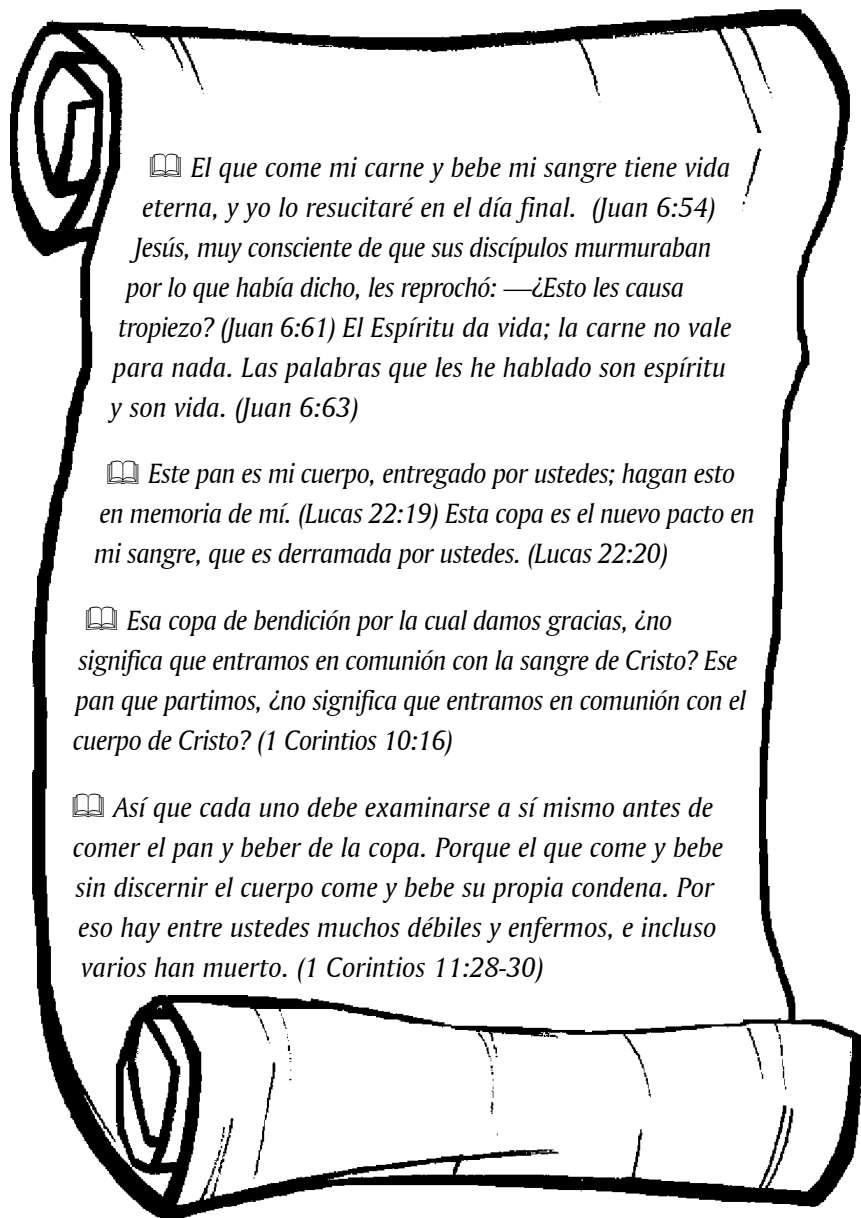 🕮 El que come mi carne y bebe mi sangre tiene vida
eterna, y yo lo resucitaré en el día final. (Juan 6:54)
Jesús, muy consciente de que sus discípulos murmuraban
por lo que había dicho, les reprochó: —¿Esto les causa
tropiezo? (Juan 6:61) El Espíritu da vida; la carne no vale
para nada. Las palabras que les he hablado son espíritu
y son vida. (Juan 6:63)
🕮 Este pan es mi cuerpo, entregado por ustedes; hagan esto
en memoria de mí. (Lucas 22:19) Esta copa es el nuevo pacto en
mi sangre, que es derramada por ustedes. (Lucas 22:20)
🕮 Esa copa de bendición por la cual damos gracias, ¿no
significa que entramos en comunión con la sangre de Cristo? Ese
pan que partimos, ¿no significa que entramos en comunión con el
cuerpo de Cristo? (1 Corintios 10:16)
🕮 Así que cada uno debe examinarse a sí mismo antes de
comer el pan y beber de la copa. Porque el que come y bebe
sin discernir el cuerpo come y bebe su propia condena. Por
eso hay entre ustedes muchos débiles y enfermos, e incluso
varios han muerto. (1 Corintios 11:28-30)